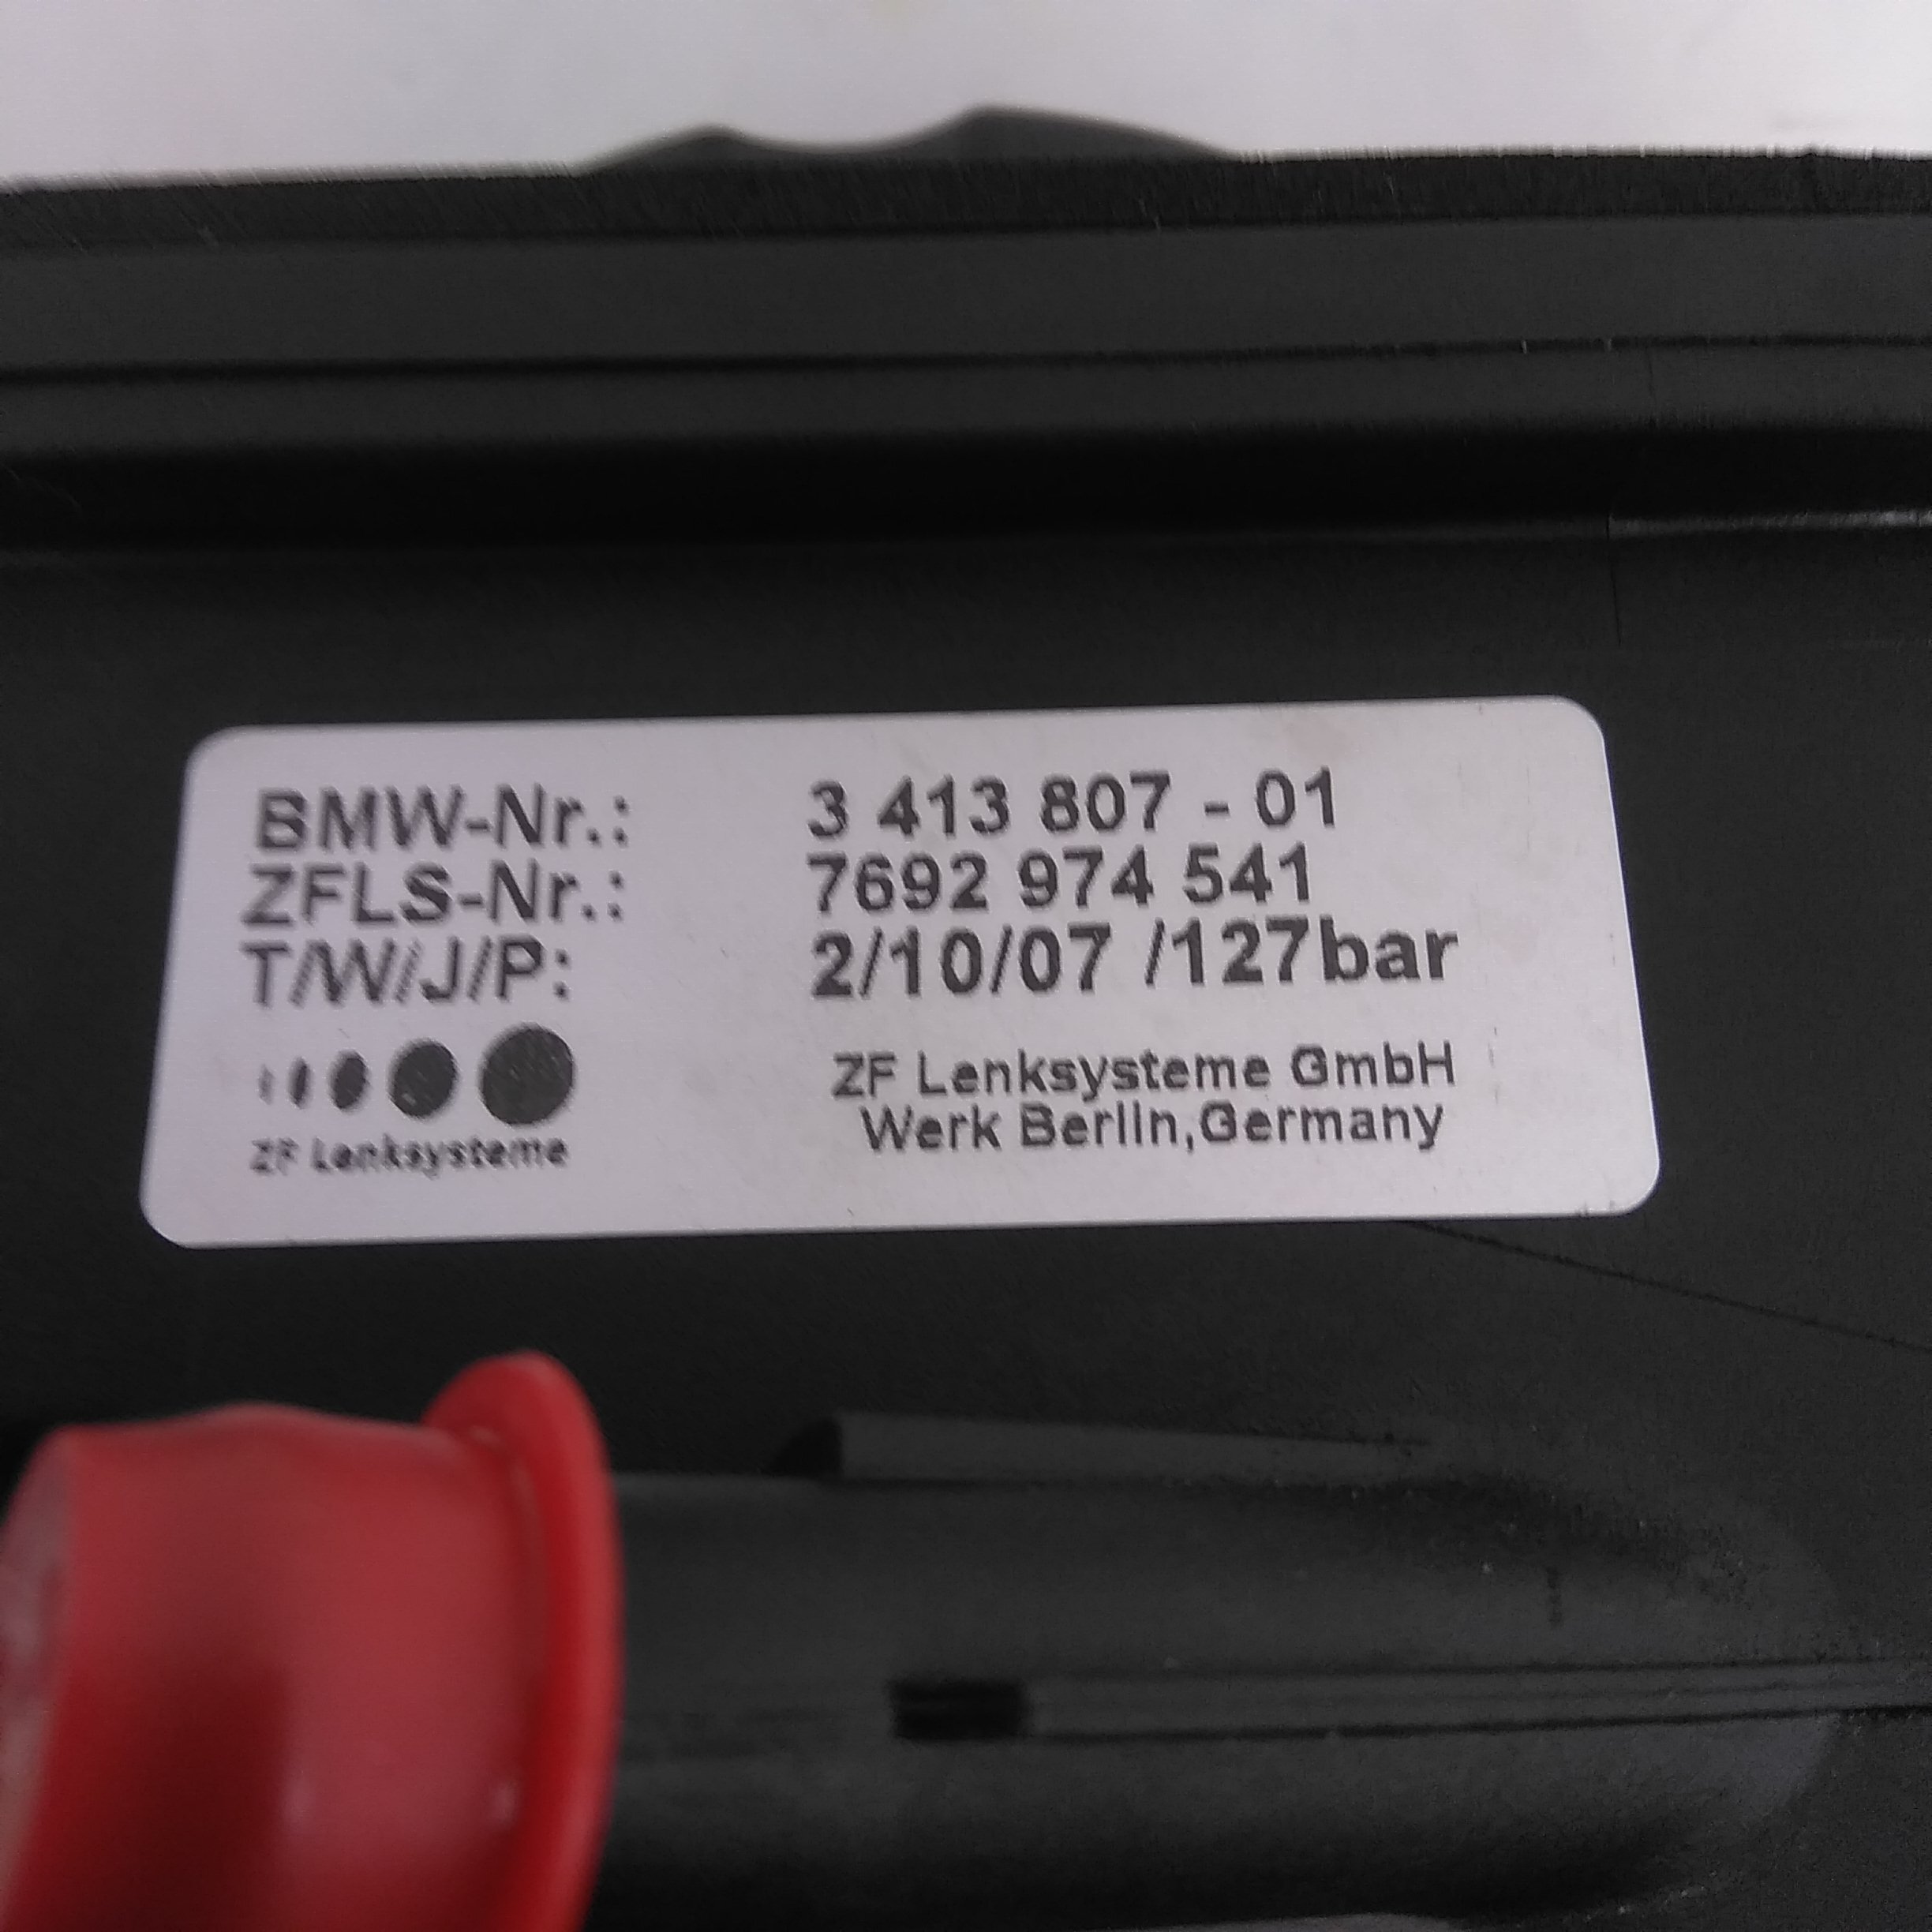 BMW-Nr.: 3 413 807 - 01
ZFLS-Nr.: 7692 974 541
T/W/J/P: 2/10/07 /127bar
ZF Lenksysteme
ZF Lenksysteme GmbH
Werk Berlin,Germany